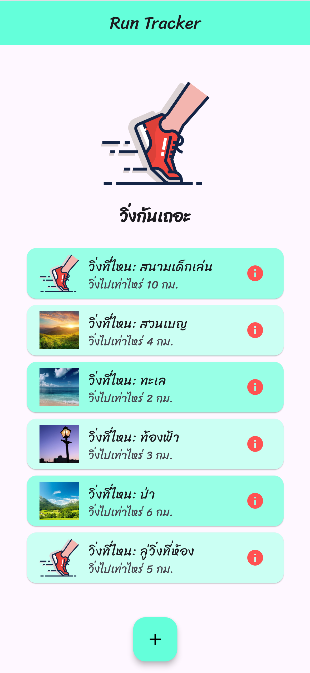 Run Tracker
วิ่งกันเถอะ
วิ่งที่ไหน: สนามเด็กเล่น
วิ่งไปเท่าไหร่ 10 กม.
วิ่งที่ไหน: สวนเบญ
วิ่งไปเท่าไหร่ 4 กม.
วิ่งที่ไหน: ทะเล
วิ่งไปเท่าไหร่ 2 กม.
วิ่งที่ไหน: ท้องฟ้า
วิ่งไปเท่าไหร่ 3 กม.
วิ่งที่ไหน: ป่า
วิ่งไปเท่าไหร่ 6 กม.
วิ่งที่ไหน: ลู่วิ่งที่ห้อง
วิ่งไปเท่าไหร่ 5 กม.